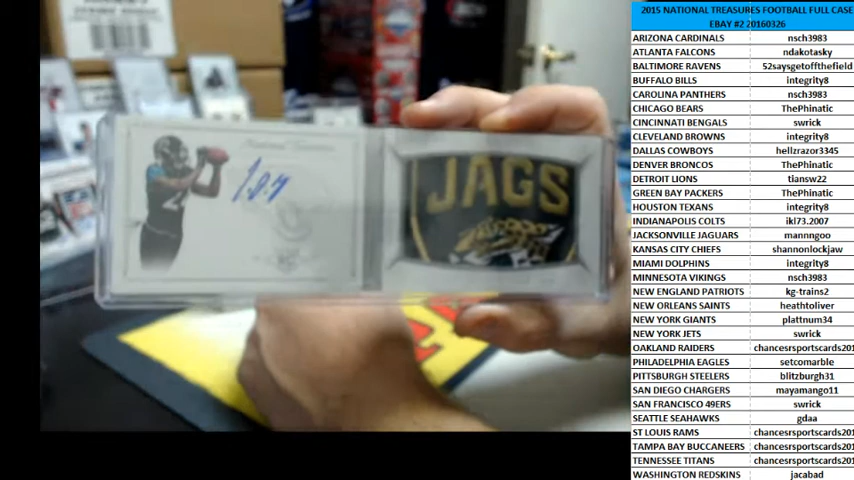 2015 NATIONAL TREASURES FOOTBALL FULL CASE
EBAY #2 20160326
ARIZONA CARDINALS nsch3983
ATLANTA FALCONS ndakotasky
BALTIMORE RAVENS 52saysgetoffthefield
BUFFALO BILLS integrity8
CAROLINA PANTHERS nsch3983
CHICAGO BEARS ThePhinatic
CINCINNATI BENGALS swrick
CLEVELAND BROWNS integrity8
DALLAS COWBOYS hellzrazor3345
DENVER BRONCOS ThePhinatic
DETROIT LIONS tiansw22
GREEN BAY PACKERS ThePhinatic
HOUSTON TEXANS integrity8
INDIANAPOLIS COLTS ikl73.2007
JACKSONVILLE JAGUARS mannngoo
KANSAS CITY CHIEFS shannonlockjaw
MIAMI DOLPHINS integrity8
MINNESOTA VIKINGS nsch3983
NEW ENGLAND PATRIOTS kg-trains2
NEW ORLEANS SAINTS heathtoliver
NEW YORK GIANTS plattnum34
NEW YORK JETS swrick
OAKLAND RAIDERS chancesrsportscards201
PHILADELPHIA EAGLES setcomarble
PITTSBURGH STEELERS blitzburgh31
SAN DIEGO CHARGERS mayamango11
SAN FRANCISCO 49ERS swrick
SEATTLE SEAHAWKS gdaa
ST LOUIS RAMS chancesrsportscards201
TAMPA BAY BUCCANEERS chancesrsportscards201
TENNESSEE TITANS chancesrsportscards201
WASHINGTON REDSKINS jacabad
JAGS